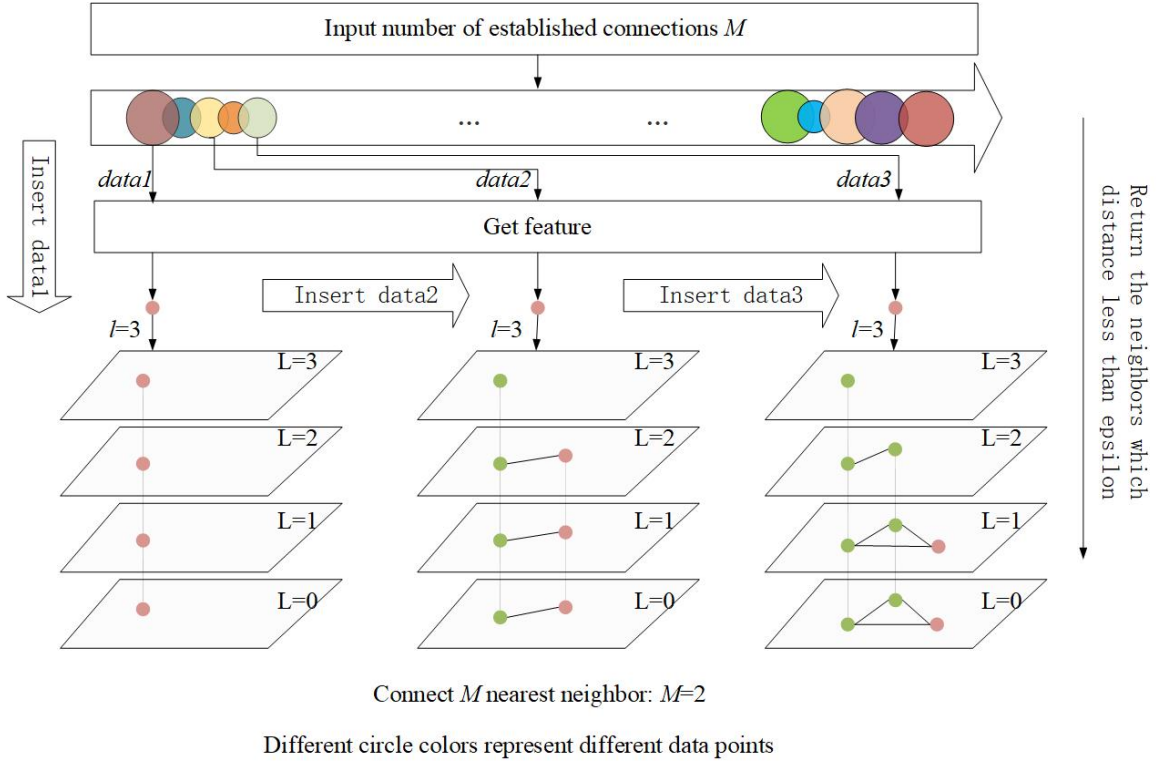 Input number of established connections M
...
...
data1
data2
data3
Insert data1
Get feature
Insert data2
Insert data3
l=3
l=3
l=3
L=3
L=3
L=3
L=2
L=2
L=2
L=1
L=1
L=1
L=0
L=0
L=0
Return the neighbors which
distance less than epsilon
Connect M nearest neighbor: M=2
Different circle colors represent different data points